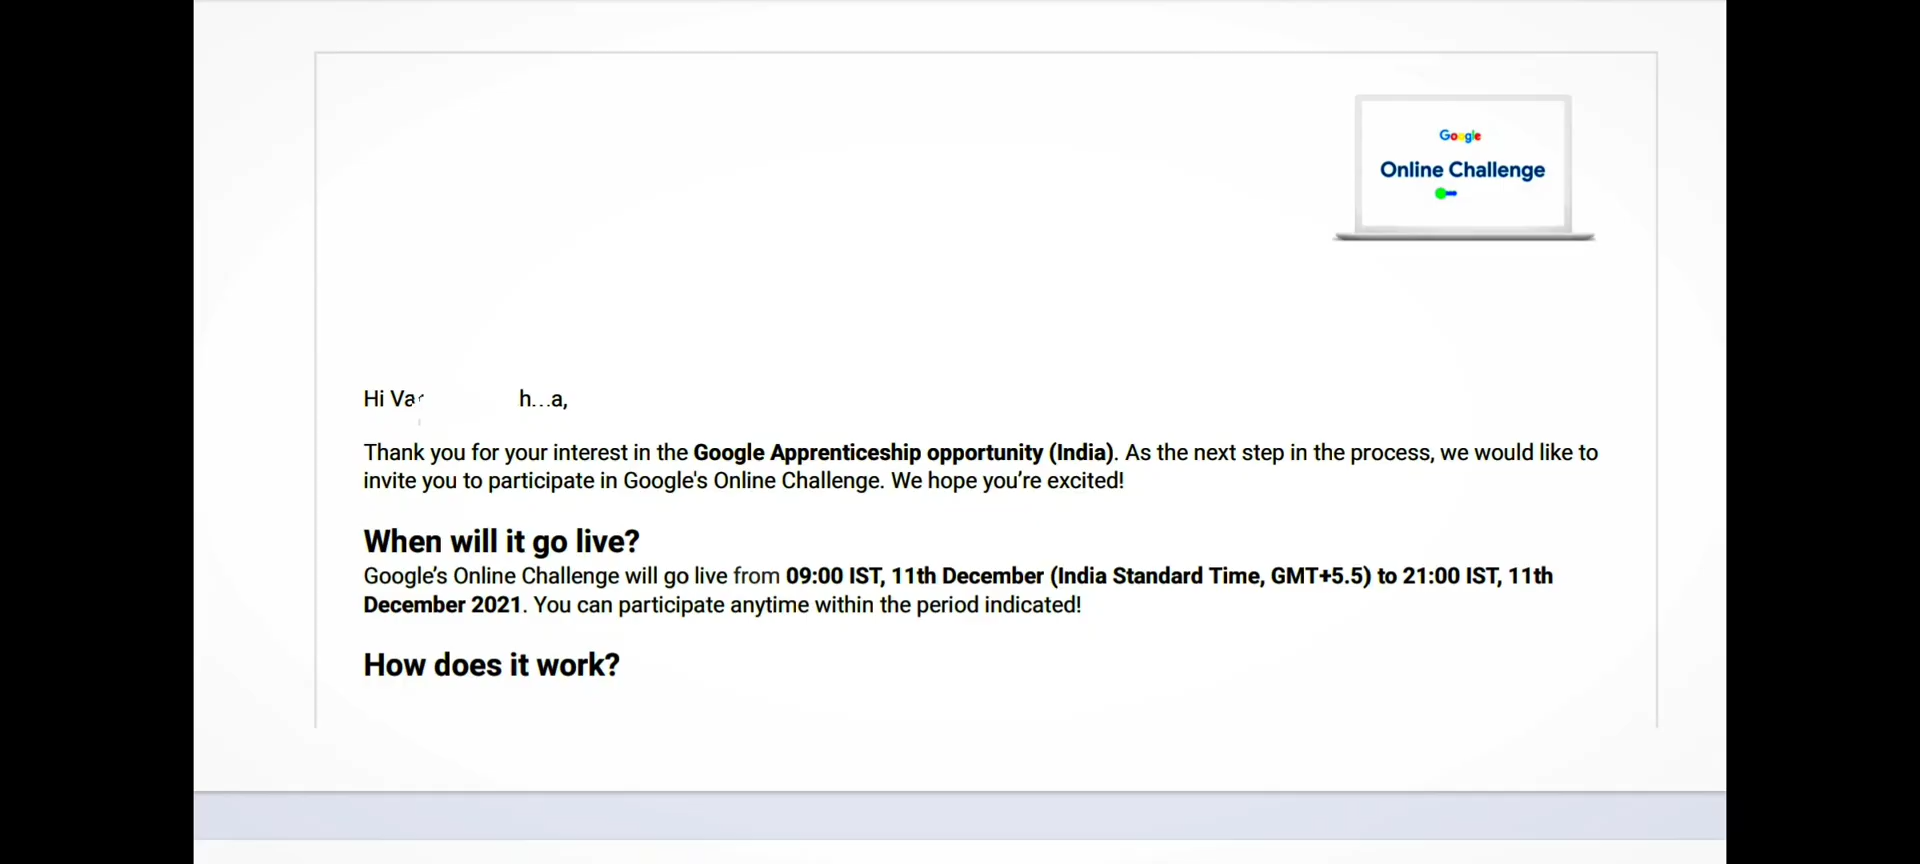 Google
Online Challenge
Hi Va
h...a,
Thank you for your interest in the Google Apprenticeship opportunity (India). As the next step in the process, we would like to
invite you to participate in Google's Online Challenge. We hope you’re excited!
When will it go live?
Google’s Online Challenge will go live from 09:00 IST, 11th December (India Standard Time, GMT+5.5) to 21:00 IST, 11th
December 2021. You can participate anytime within the period indicated!
How does it work?